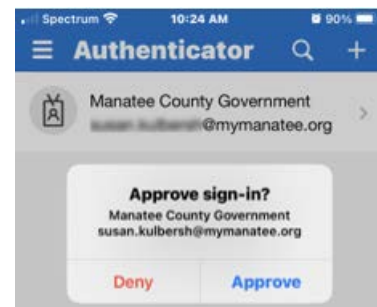 Spectrum 10:24 AM 90%
Authenticator
Manatee County Government
@mymanatee.org
Approve sign-in?
Manatee County Government
susan.kulbersh@mymanatee.org
Deny Approve